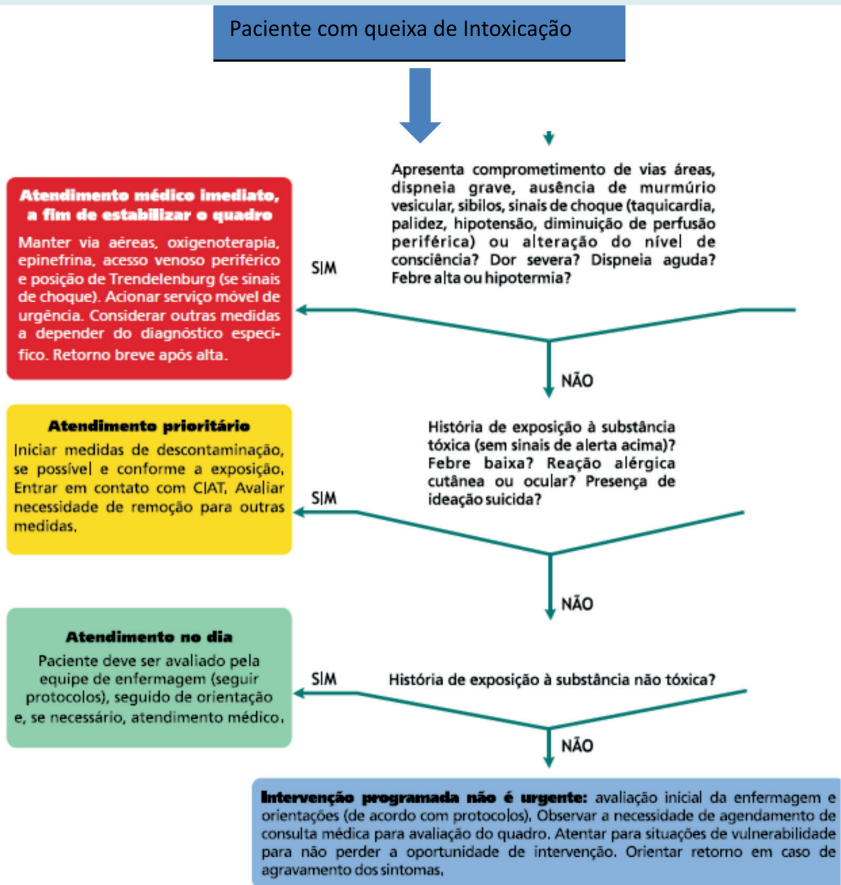 Paciente com queixa de Intoxicação
Apresenta comprometimento de vias áreas,
dispneia grave, ausência de murmúrio
vesicular, sibilos, sinais de choque (taquicardia,
palidez, hipotensão, diminuição de perfusão
periférica) ou alteração do nível de
consciência? Dor severa? Dispneia aguda?
Febre alta ou hipotermia?
SIM
Atendimento médico imediato,
a fim de estabilizar o quadro
Manter via aéreas, oxigenoterapia,
epinefrina, acesso venoso periférico
e posição de Trendelenburg (se sinais
de choque). Acionar serviço móvel de
urgência. Considerar outras medidas
a depender do diagnóstico especí-
fico. Retorno breve após alta.
NÃO
História de exposição à substância
tóxica (sem sinais de alerta acima)?
Febre baixa? Reação alérgica
cutânea ou ocular? Presença de
ideação suicida?
SIM
Atendimento prioritário
Iniciar medidas de descontaminação,
se possível e conforme a exposição.
Entrar em contato com CIAT. Avaliar
necessidade de remoção para outras
medidas.
NÃO
História de exposição à substância não tóxica?
SIM
Atendimento no dia
Paciente deve ser avaliado pela
equipe de enfermagem (seguir
protocolos), seguido de orientação
e, se necessário, atendimento médico.
NÃO
Intervenção programada não é urgente: avaliação inicial da enfermagem e
orientações (de acordo com protocolos). Observar a necessidade de agendamento de
consulta médica para avaliação do quadro. Atentar para situações de vulnerabilidade
para não perder a oportunidade de intervenção. Orientar retorno em caso de
agravamento dos sintomas.